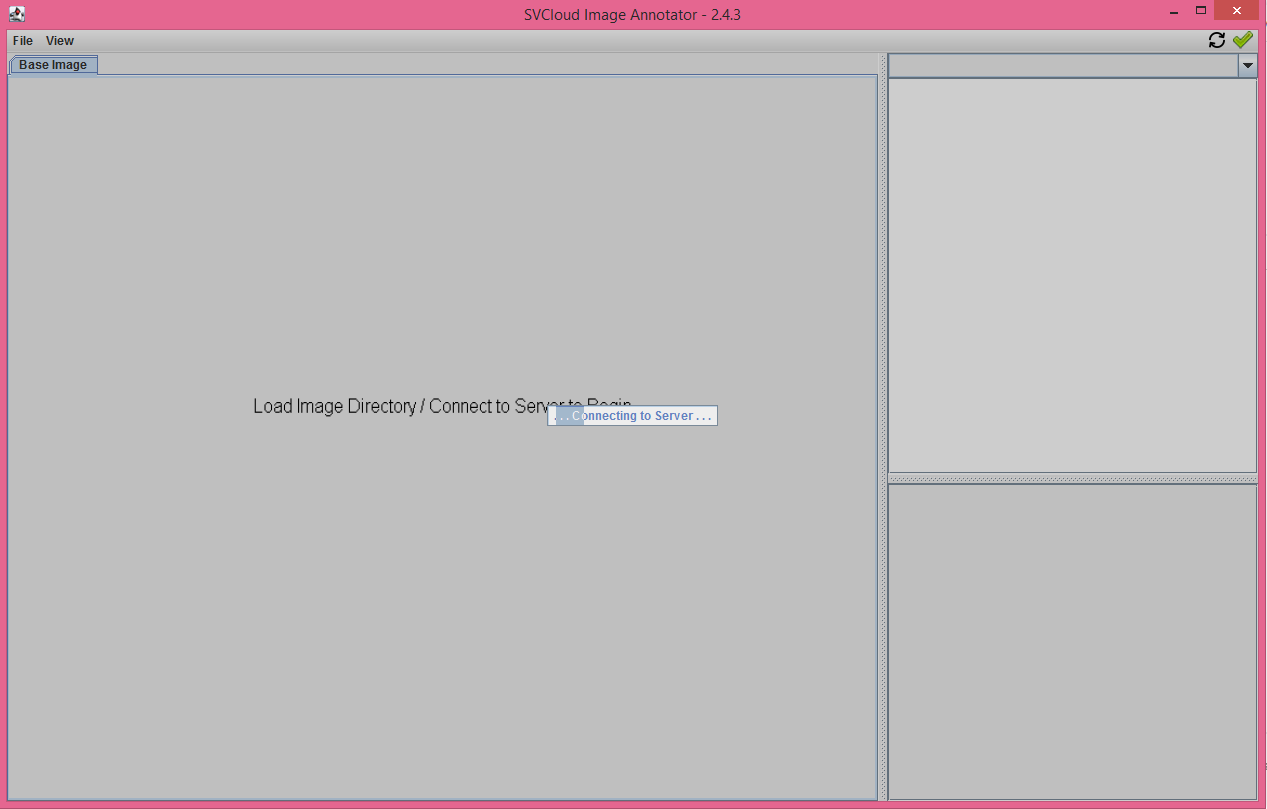 SVCloud Image Annotator - 2.4.3
File View
Base Image
Load Image Directory / Connect to Server to Begin
. . . Connecting to Server . . .